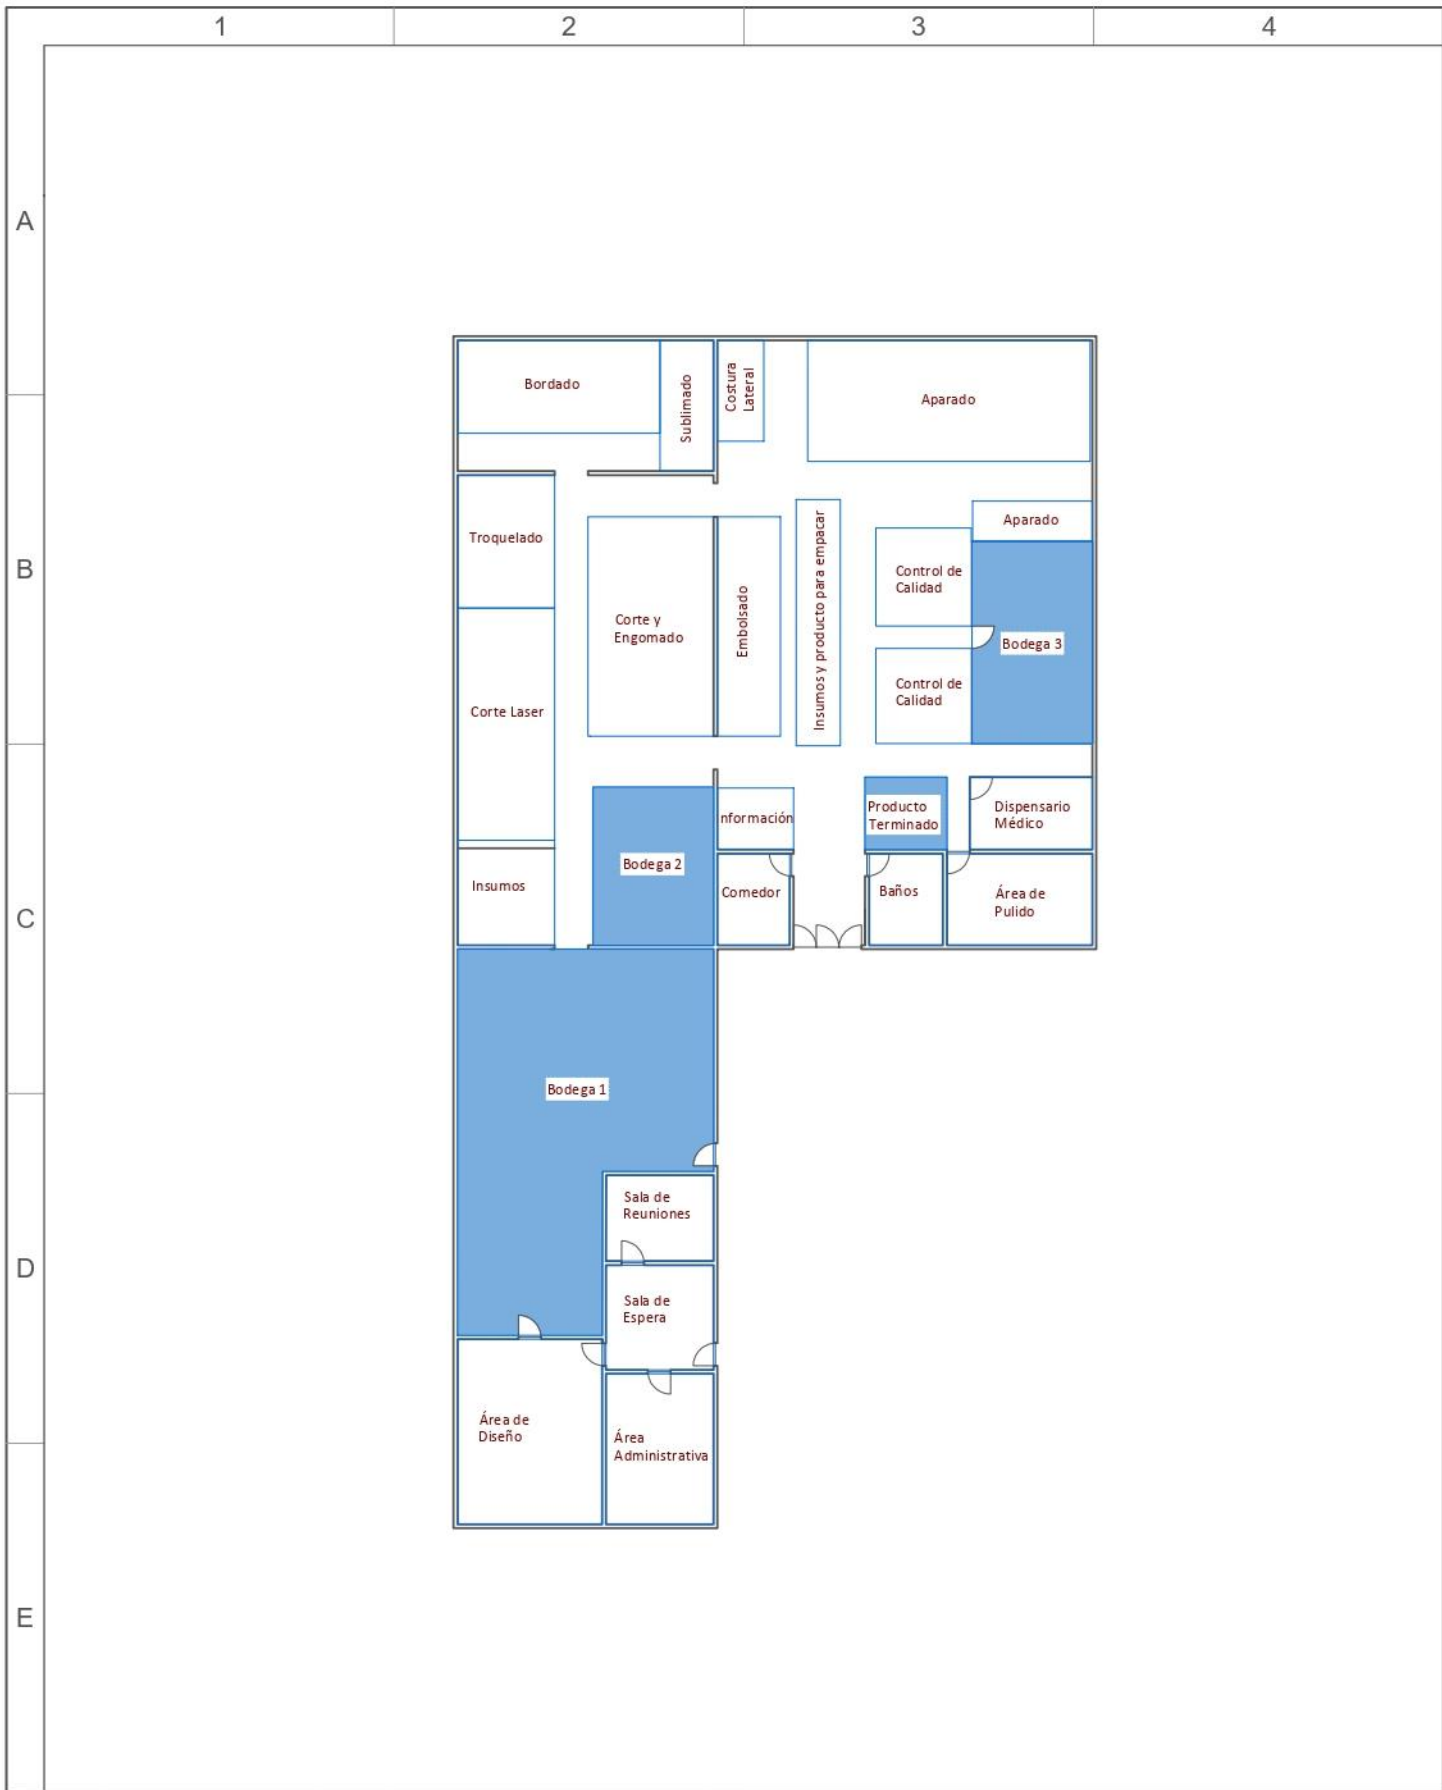 1
2
3
4
A
B
C
D
E
Bordado
Sublimado
Costura
Lateral
Aparado
Troquelado
Corte y
Engomado
Embolsado
Insumos y producto para empacar
Aparado
Control de
Calidad
Bodega 3
Corte Laser
Control de
Calidad
Insumos
Bodega 2
nformación
Comedor
Producto
Terminado
Dispensario
Médico
Baños
Área de
Pulido
Bodega 1
Sala de
Reuniones
Sala de
Espera
Área de
Diseño
Área
Administrativa